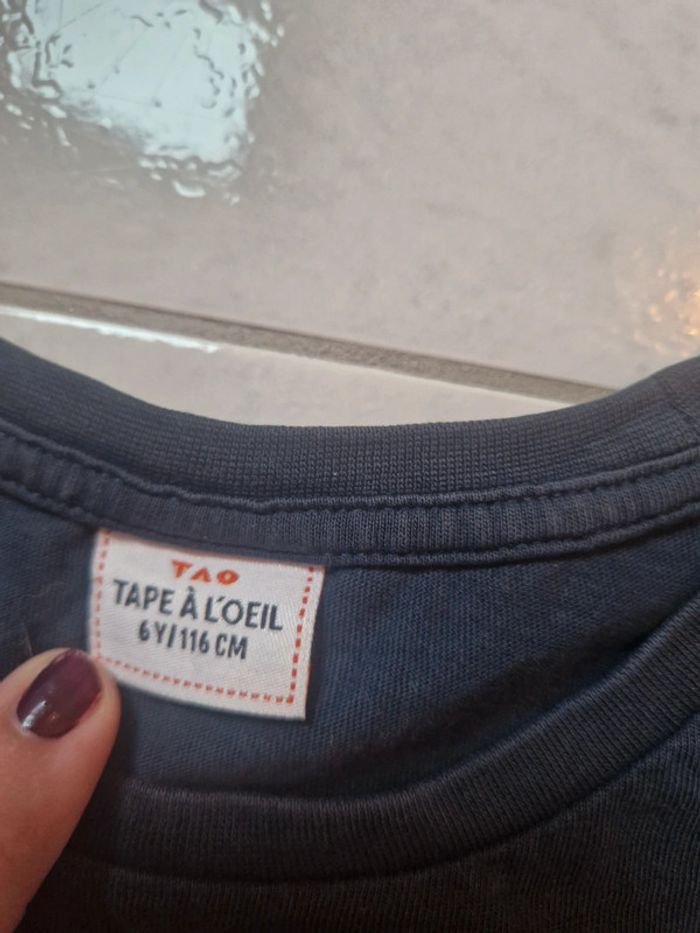 TAO
TAPE À L'OEIL
6Y/116 CM